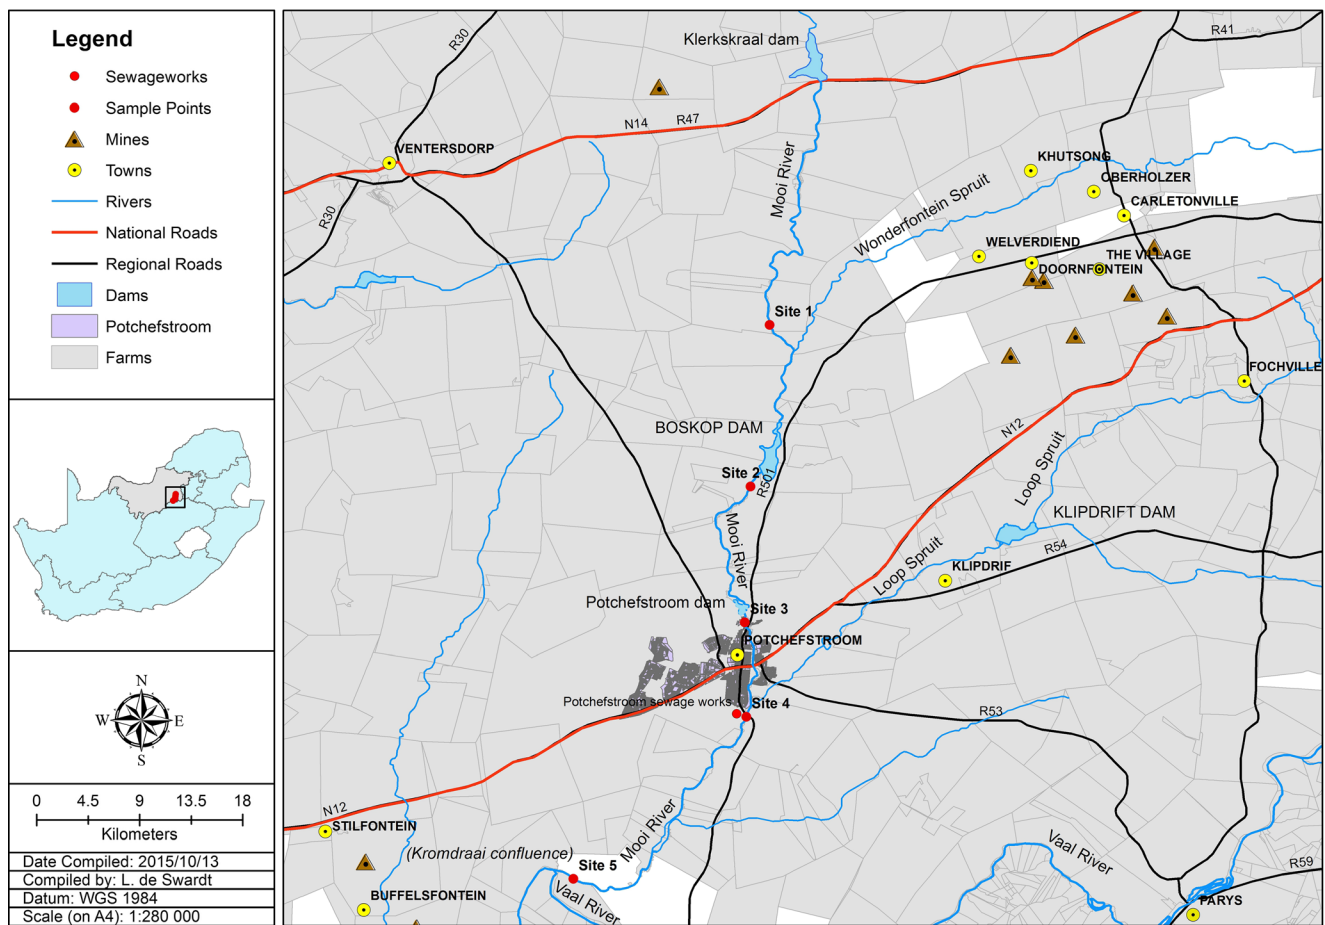 Legend
Sewageworks
Sample Points
Mines
Towns
Rivers
National Roads
Regional Roads
Dams
Potchefstroom
Farms
N
W
E
S
0 4.5 9 13.5 18
Kilometers
Date Compiled: 2015/10/13
Compiled by: L. de Swardt
Datum: WGS 1984
Scale (on A4): 1:280 000
R30
Klerkskraal dam
R41
N14
R47
VENTERSDORP
Mooi River
KHUTSONG
OBERHOLZER
Wonderfontein Spruit
CARLETONVILLE
R30
WELVERDIEND
THE VILLAGE
DOORNFONTEIN
Site 1
FOCHVILLE
BOSKOP DAM
N12
Site 2
R501
Loop Spruit
Mooi River
KLIPDRIFT DAM
R54
Loop Spruit
KLIPDRIF
Potchefstroom dam
Site 3
POTCHEFSTROOM
Potchefstroom sewage works
Site 4
R53
N12
STILFONTEIN
Mooi River
(Kromdraai confluence)
Site 5
Vaal River
Vaal River
R59
BUFFELSFONTEIN
PARYS